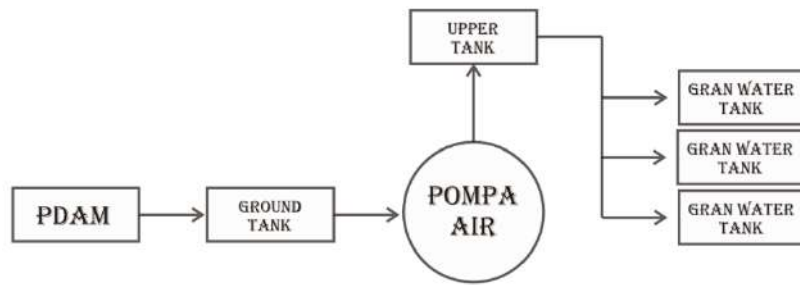 UPPER
TANK
GRAN WATER
TANK
GRAN WATER
TANK
GRAN WATER
TANK
PDAM
GROUND
TANK
POMPA
AIR